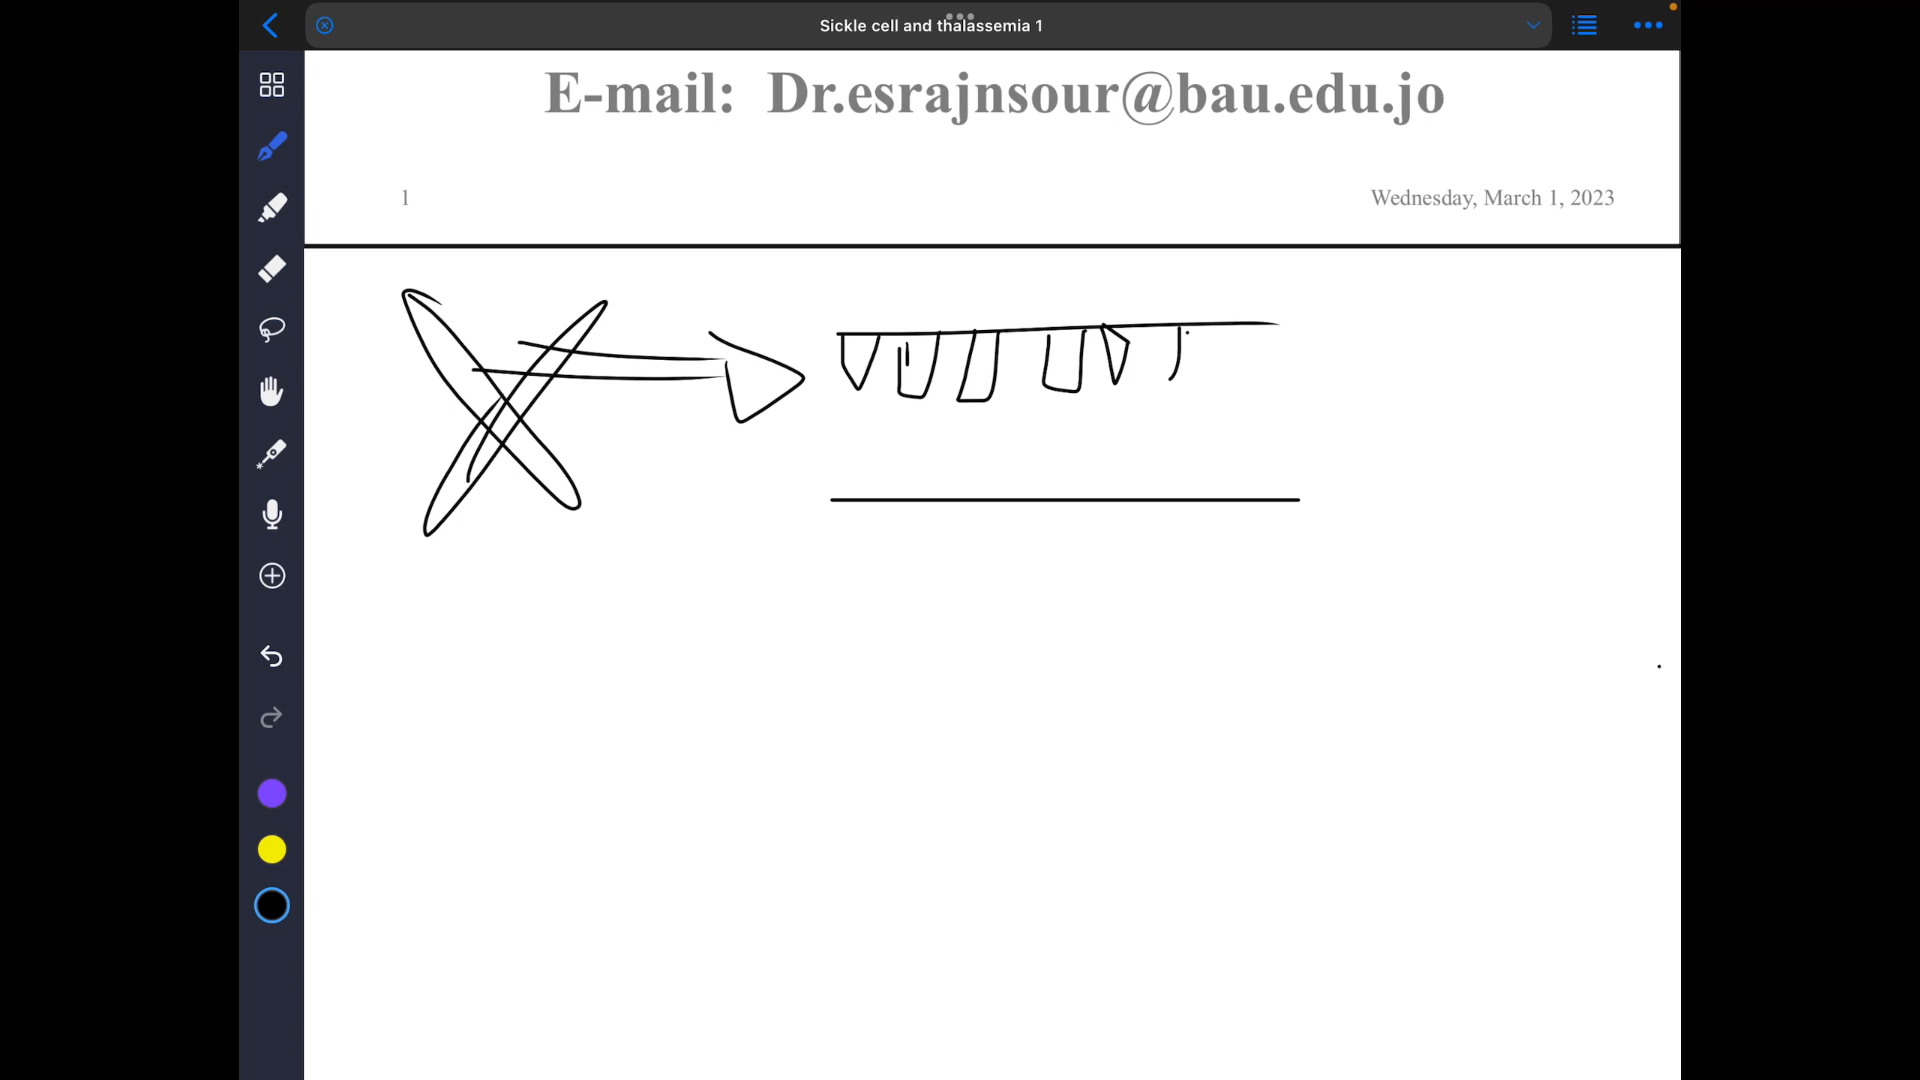 Sickle cell and thalassemia 1
E-mail: Dr.esrajnsour@bau.edu.jo
1
Wednesday, March 1, 2023